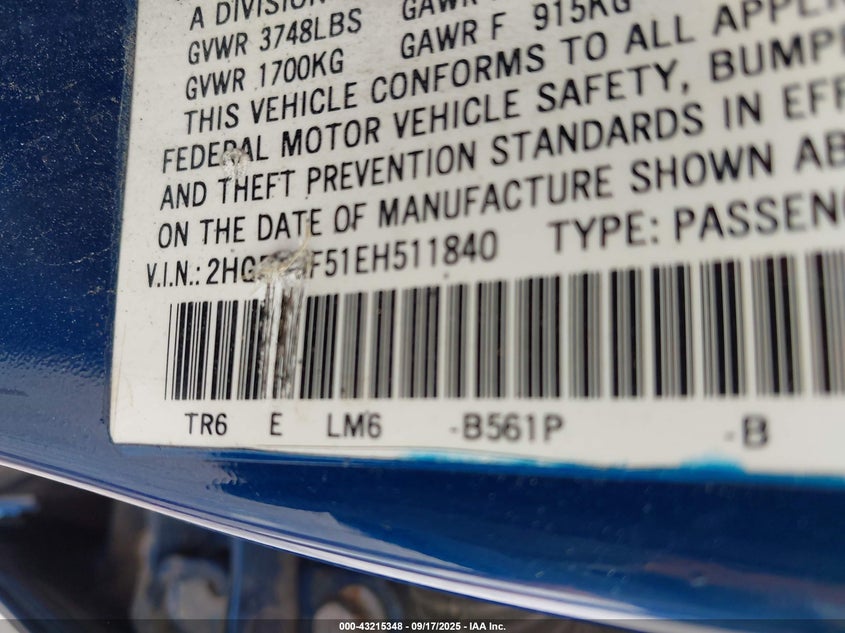 A DIVISION
GVWR 3748LBS GAWR
GVWR 1700KG GAWR F 915KG
THIS VEHICLE CONFORMS TO ALL
FEDERAL MOTOR VEHICLE SAFETY,
AND THEFT PREVENTION STANDARDS IN
ON THE DATE OF MANUFACTURE SHOWN
V.I.N.: TYPE:
TR6 E LM6 -B561P -B
000-43215348 - 09/17/2025 - IAA Inc.